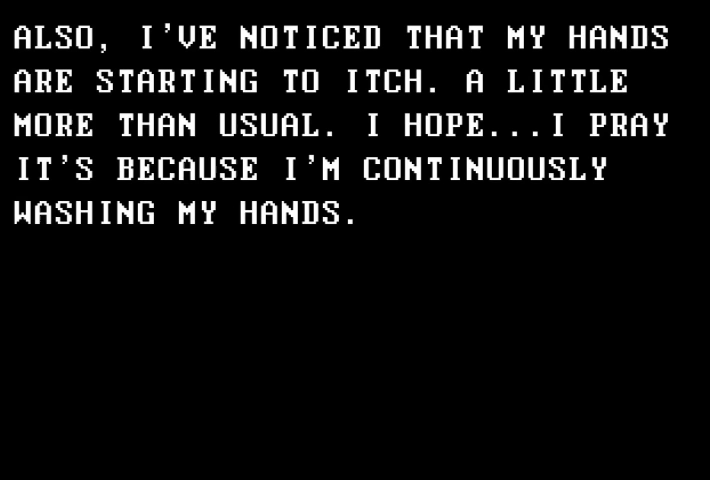 ALSO, I'VE NOTICED THAT MY HANDS
ARE STARTING TO ITCH. A LITTLE
MORE THAN USUAL. I HOPE...I PRAY
IT'S BECAUSE I'M CONTINUOUSLY
WASHING MY HANDS.